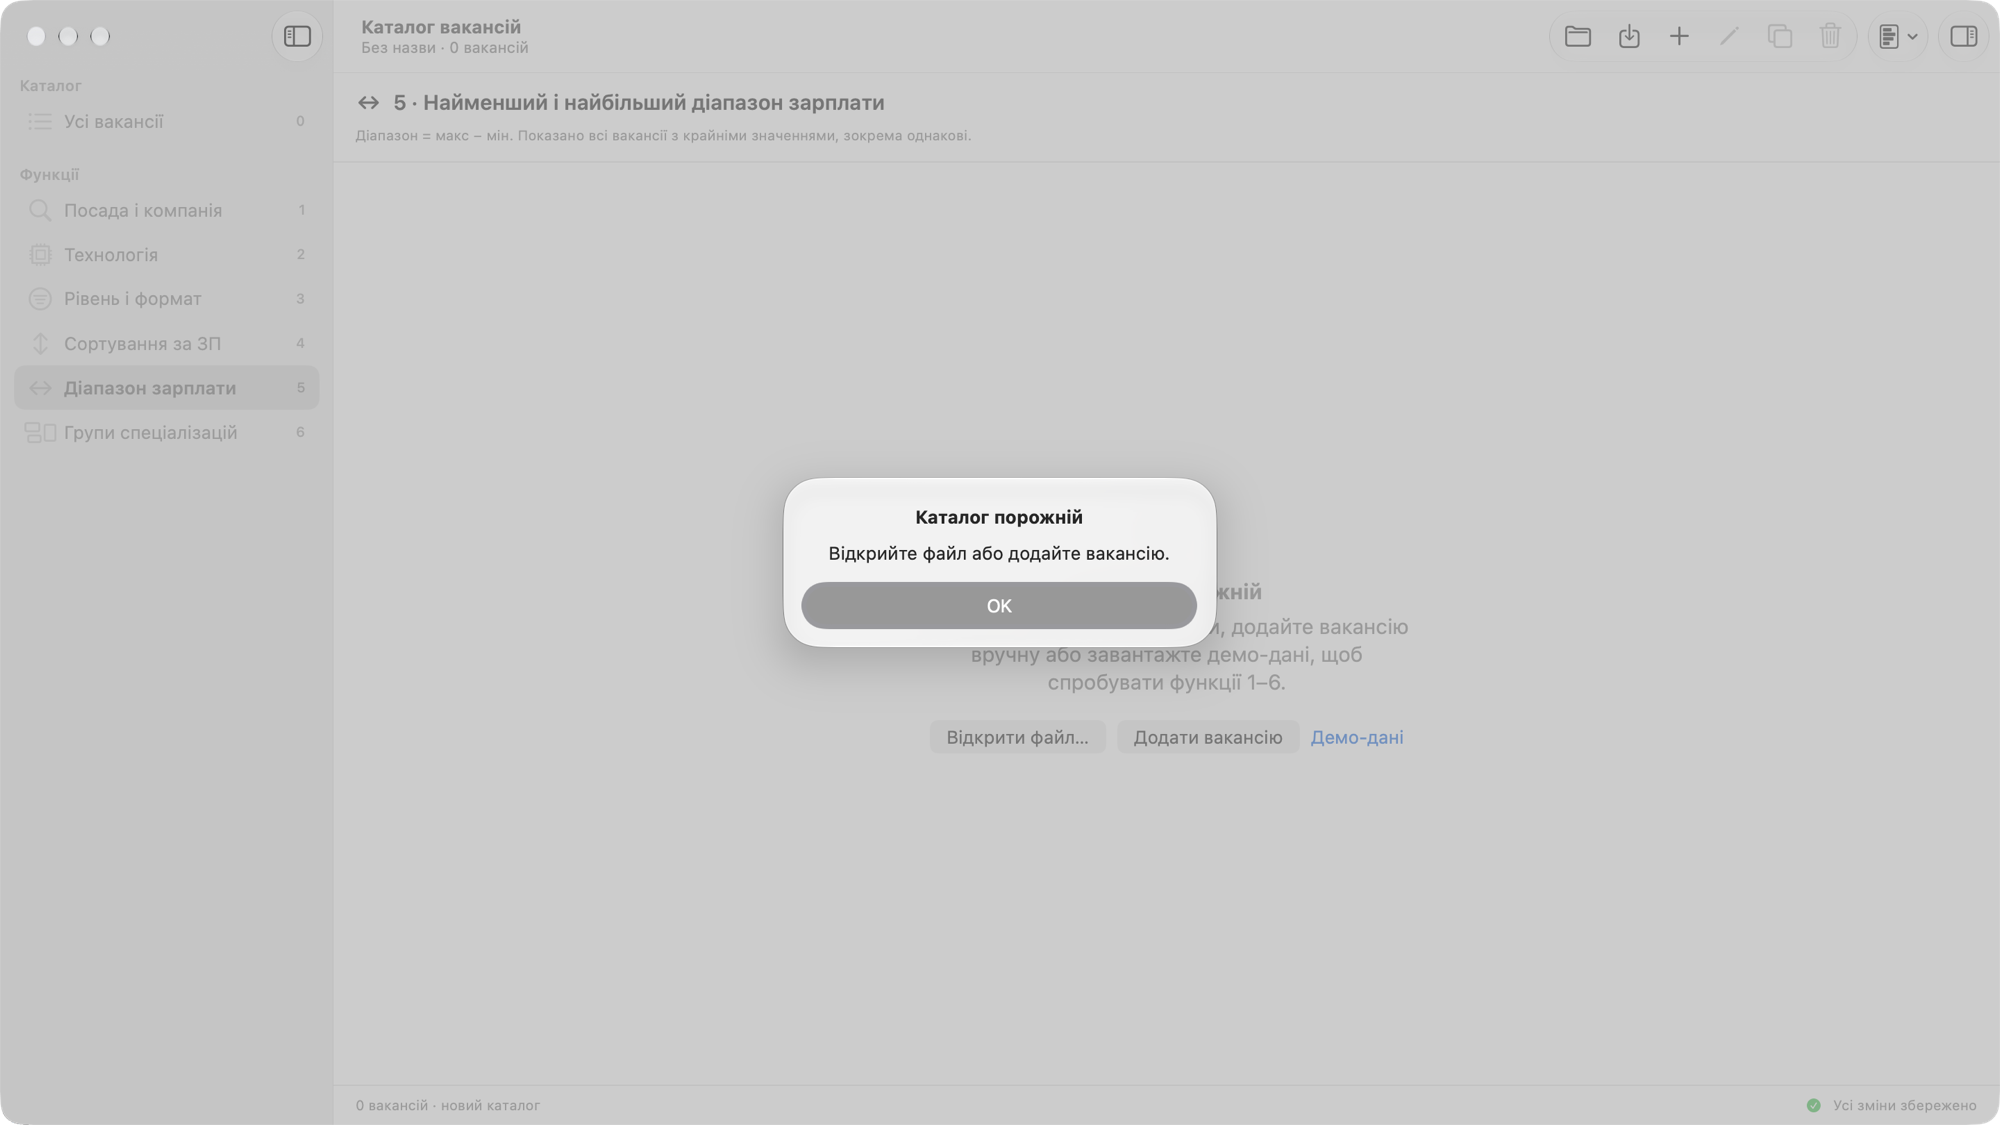 Каталог вакансій
Без назви · 0 вакансій
Каталог
Усі вакансії 0
Функції
Посада і компанія 1
Технологія 2
Рівень і формат 3
Сортування за ЗП 4
Діапазон зарплати 5
Групи спеціалізацій 6
5 · Найменший і найбільший діапазон зарплати
Діапазон = макс – мін. Показано всі вакансії з крайніми значеннями, зокрема однакові.
Каталог порожній
Відкрийте файл або додайте вакансію.
OK
додайте вакансію
вручну або завантажте демо-дані, щоб
спробувати функції 1–6.
Відкрити файл...
Додати вакансію
Демо-дані
0 вакансій · новий каталог
Усі зміни збережено